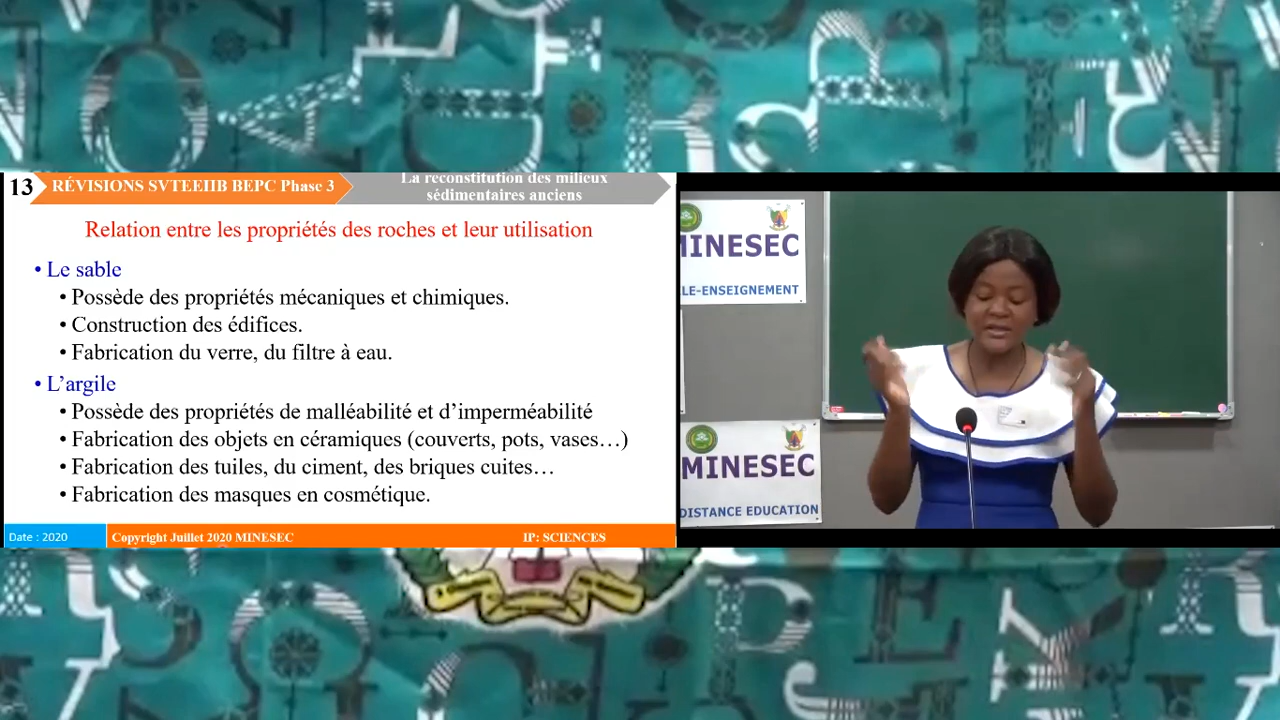 13
RÉVISIONS SVTEEHB BEPC Phase 3
La reconstitution des milieux
sédimentaires anciens
Relation entre les propriétés des roches et leur utilisation
• Le sable
• Possède des propriétés mécaniques et chimiques.
• Construction des édifices.
• Fabrication du verre, du filtre à eau.
• L’argile
• Possède des propriétés de malléabilité et d’imperméabilité
• Fabrication des objets en céramiques (couverts, pots, vases…)
• Fabrication des tuiles, du ciment, des briques cuites…
• Fabrication des masques en cosmétique.
Date : 2020
Copyright Juillet 2020 MINESEC
IP: SCIENCES
MINESEC
LE-ENSEIGNEMENT
MINESEC
DISTANCE EDUCATION